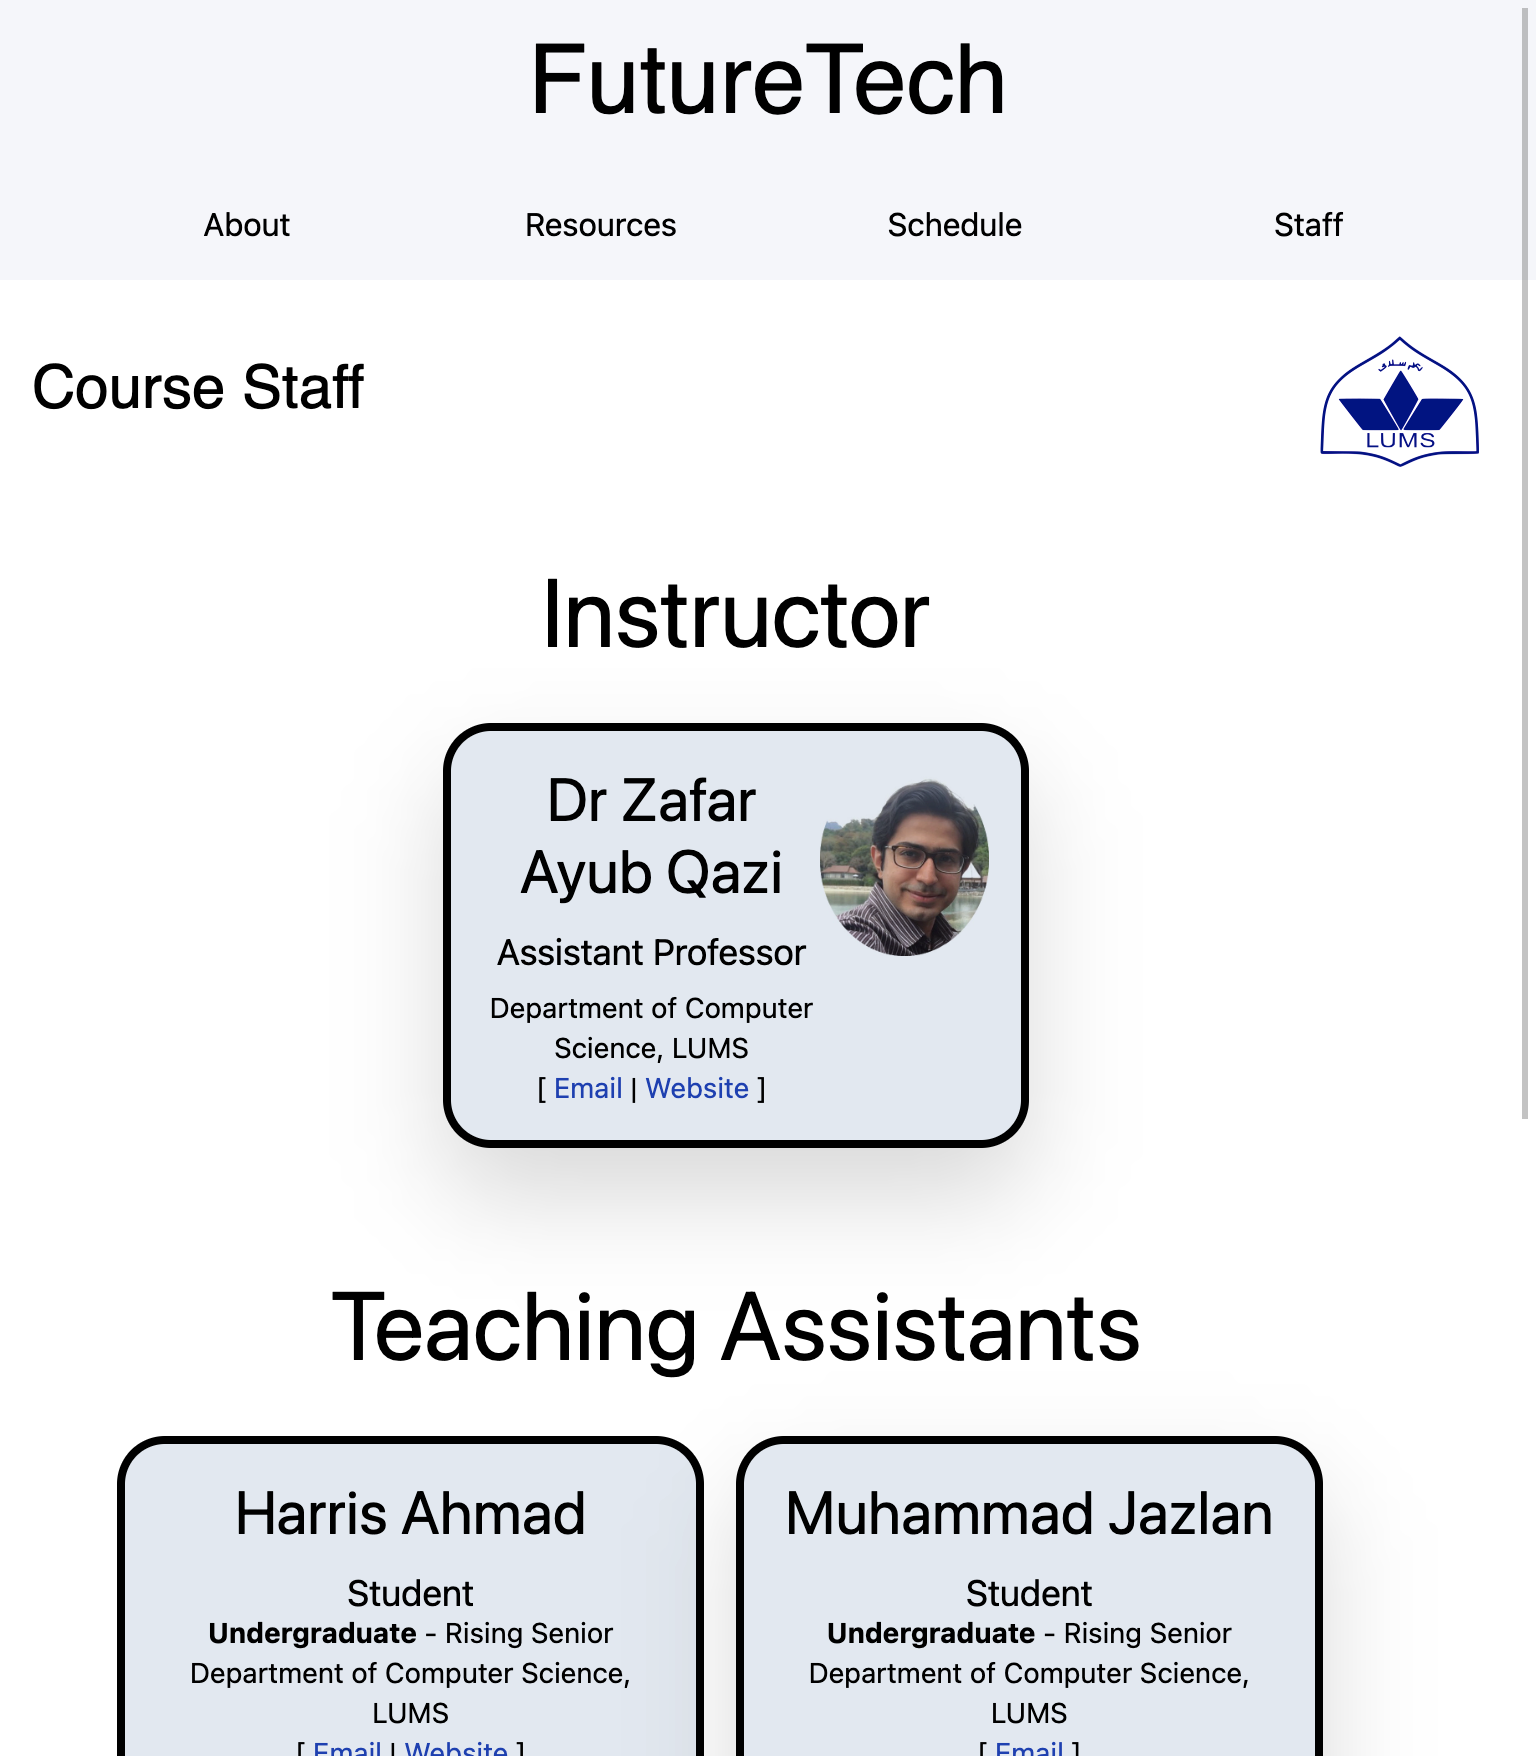 FutureTech
About Resources Schedule Staff
Course Staff
LUMS
Instructor
Dr Zafar
Ayub Qazi
Assistant Professor
Department of Computer
Science, LUMS
[ Email | Website ]
Teaching Assistants
Harris Ahmad
Student
Undergraduate - Rising Senior
Department of Computer Science,
LUMS
[ Email | Website ]
Muhammad Jazlan
Student
Undergraduate - Rising Senior
Department of Computer Science,
LUMS
[ Email ]